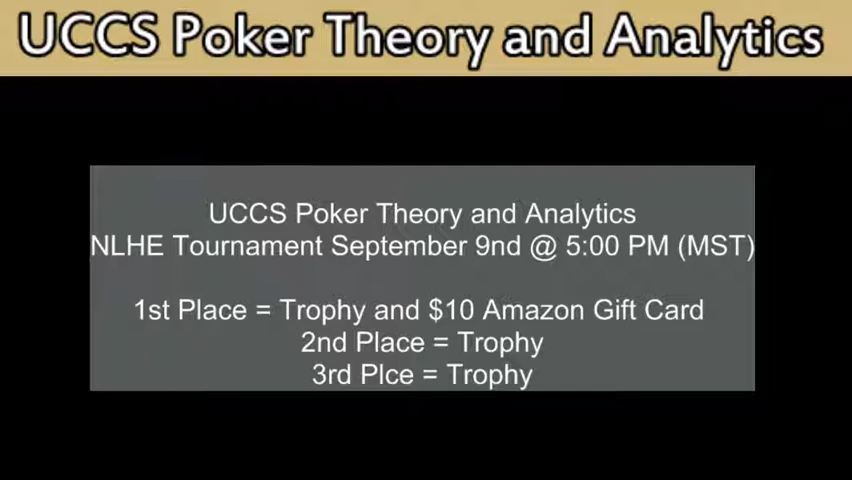 UCCS Poker Theory and Analytics
UCCS Poker Theory and Analytics
NLHE Tournament September 9nd @ 5:00 PM (MST)
1st Place = Trophy and $10 Amazon Gift Card
2nd Place = Trophy
3rd Plce = Trophy